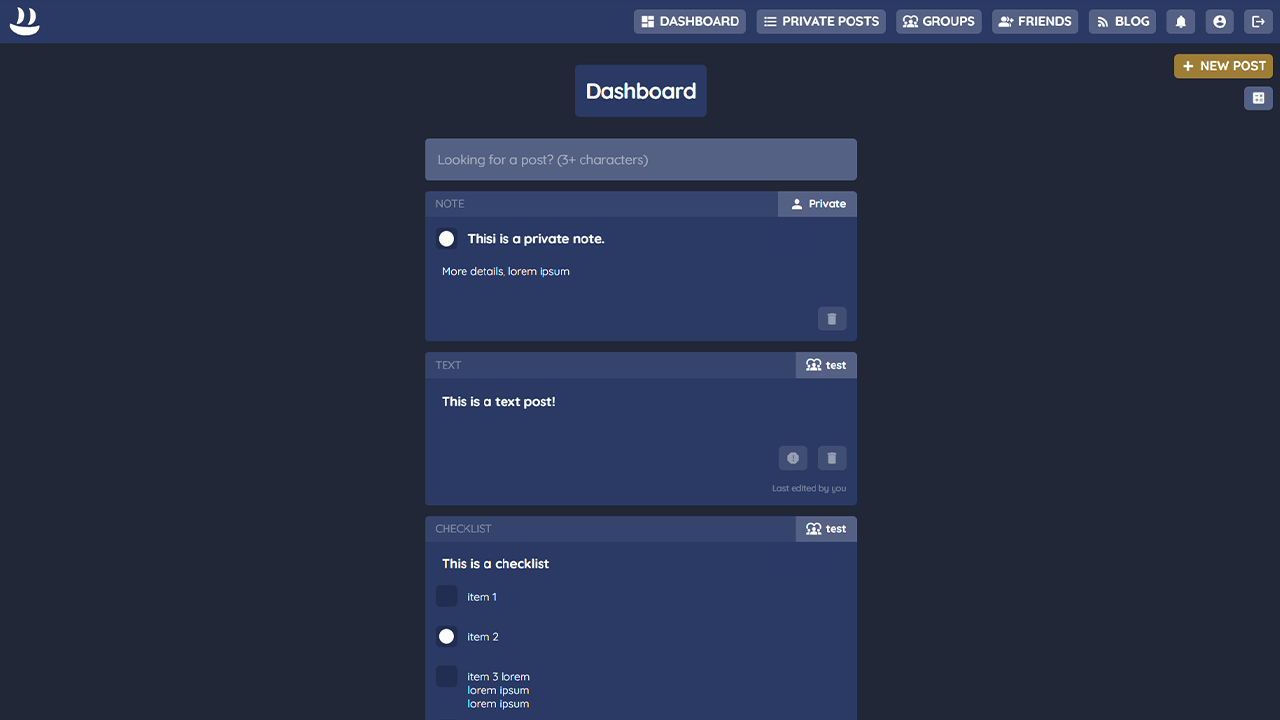 DASHBOARD PRIVATE POSTS GROUPS FRIENDS BLOG
NEW POST
Dashboard
Looking for a post? (3+ characters)
NOTE Private
Thisi is a private note.
More details, lorem ipsum
TEXT test
This is a text post!
Last edited by you
CHECKLIST test
This is a checklist
item 1
item 2
item 3 lorem
lorem ipsum
lorem ipsum